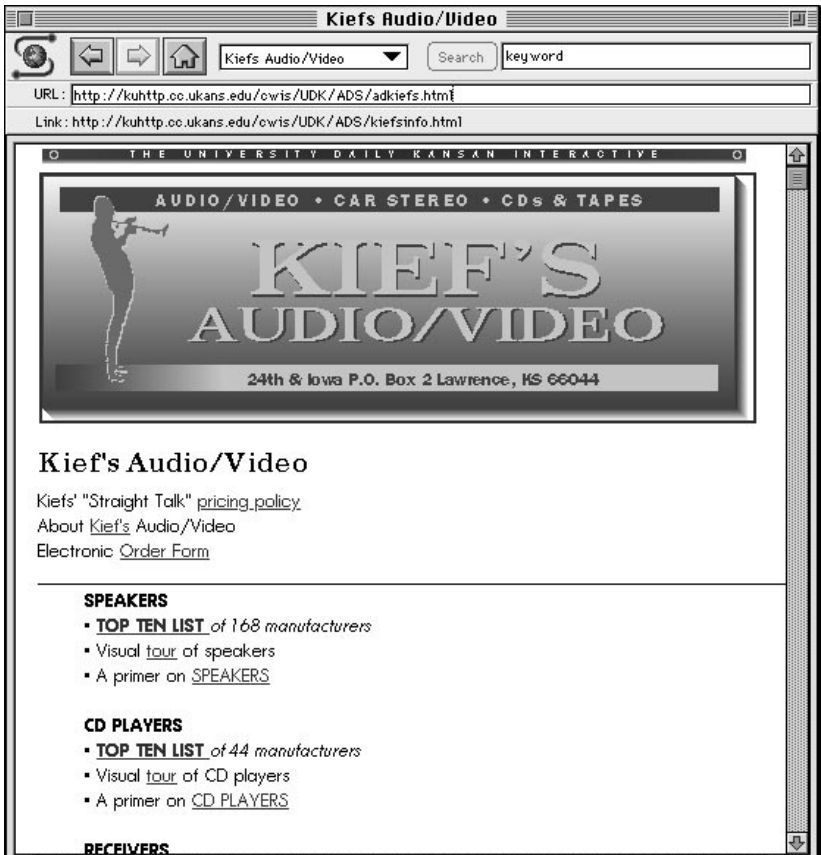 Kiefs Audio/Video
Kiefs Audio/Video Search keyword
URL: http://kuhttp.cc.ukans.edu/cwis/UDK/ADS/adkiefs.html
Link: http://kuhttp.cc.ukans.edu/cwis/UDK/ADS/kiefsinfo.html
THE UNIVERSITY DAILY KANSAN INTERACTIVE
AUDIO/VIDEO • CAR STEREO • CDs & TAPES
KIEF'S
AUDIO/VIDEO
24th & Iowa P.O. Box 2 Lawrence, KS 66044
Kief's Audio/Video
Kiefs' "Straight Talk" pricing policy
About Kief's Audio/Video
Electronic Order Form
SPEAKERS
▪ TOP TEN LIST of 168 manufacturers
▪ Visual tour of speakers
▪ A primer on SPEAKERS
CD PLAYERS
▪ TOP TEN LIST of 44 manufacturers
▪ Visual tour of CD players
▪ A primer on CD PLAYERS
RECEIVERS